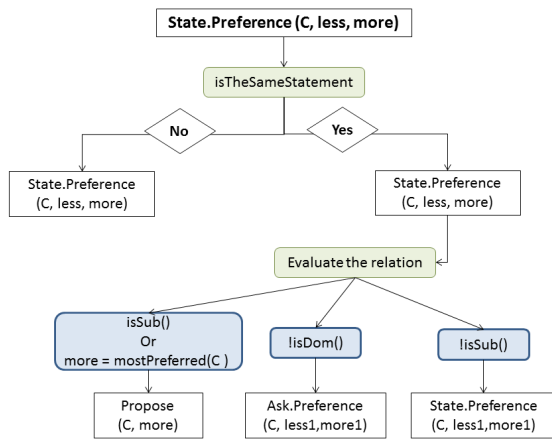 State.Preference (C, less, more)
isTheSameStatement
No
Yes
State.Preference
(C, less, more)
State.Preference
(C, less, more)
Evaluate the relation
isSub()
Or
more = mostPreferred(C )
!isDom()
!isSub()
Propose
(C, more)
Ask.Preference
(C, less1,more1)
State.Preference
(C, less1,more1)